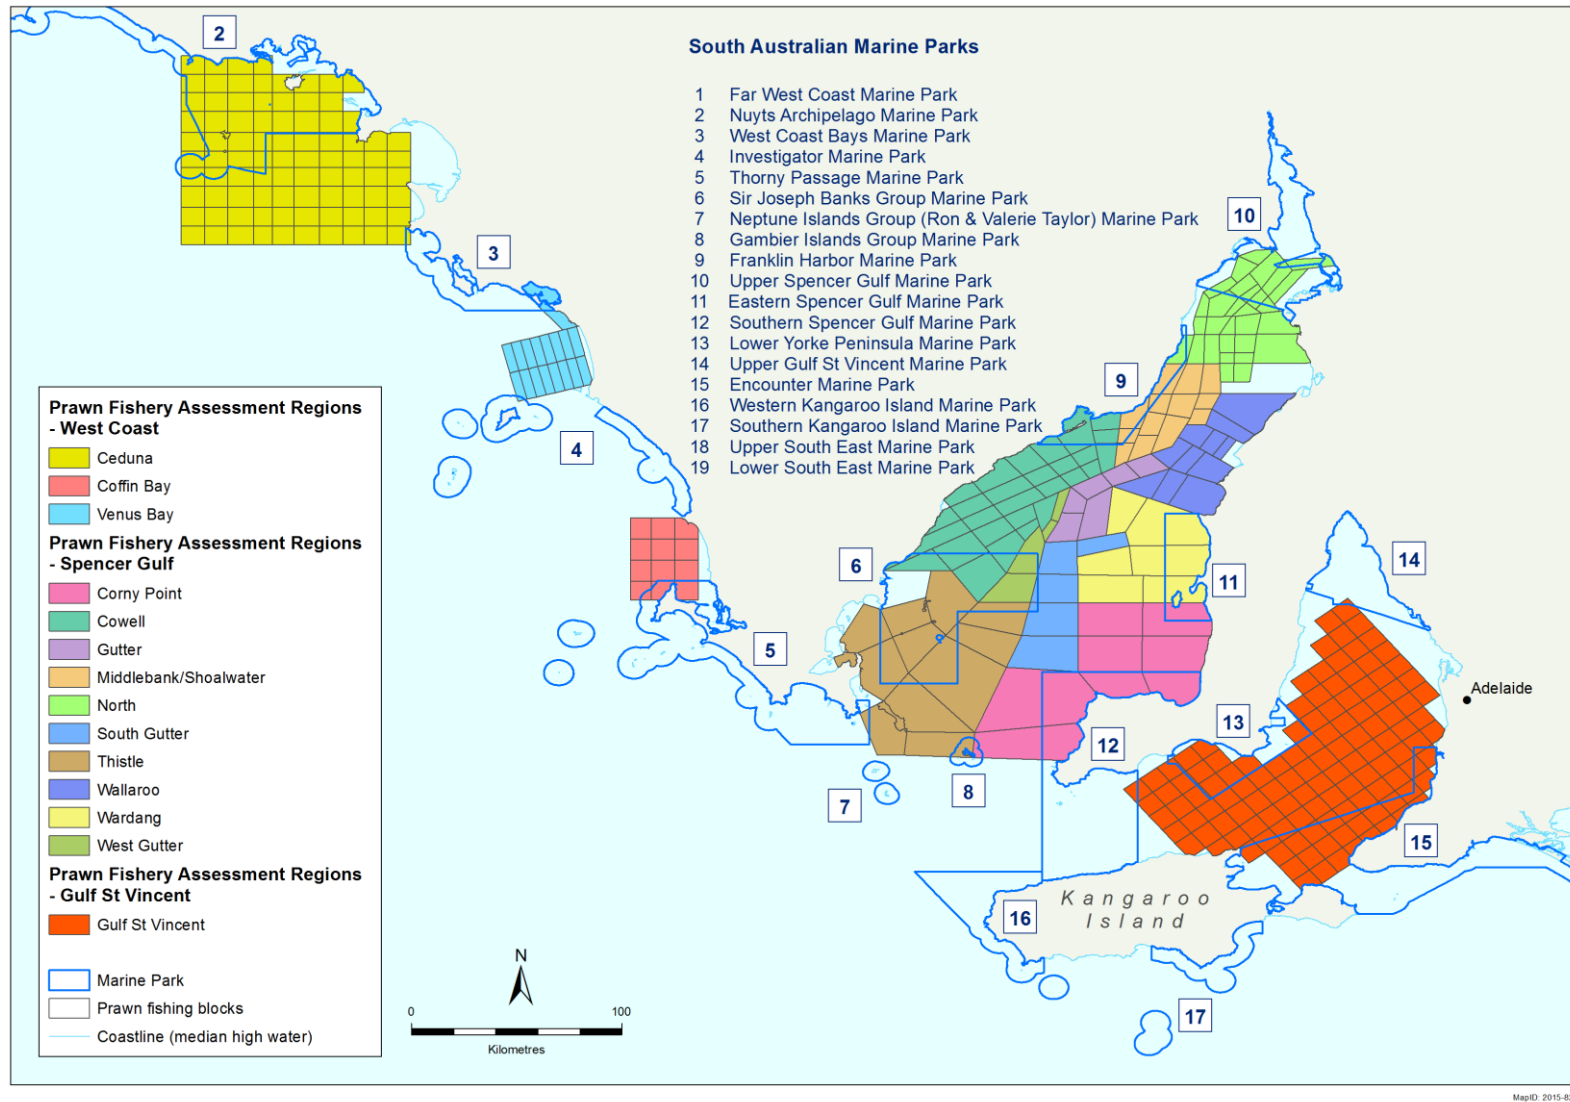 South Australian Marine Parks
1 Far West Coast Marine Park
2 Nuyts Archipelago Marine Park
3 West Coast Bays Marine Park
4 Investigator Marine Park
5 Thorny Passage Marine Park
6 Sir Joseph Banks Group Marine Park
7 Neptune Islands Group (Ron & Valerie Taylor) Marine Park
8 Gambier Islands Group Marine Park
9 Franklin Harbor Marine Park
10 Upper Spencer Gulf Marine Park
11 Eastern Spencer Gulf Marine Park
12 Southern Spencer Gulf Marine Park
13 Lower Yorke Peninsula Marine Park
14 Upper Gulf St Vincent Marine Park
15 Encounter Marine Park
16 Western Kangaroo Island Marine Park
17 Southern Kangaroo Island Marine Park
18 Upper South East Marine Park
19 Lower South East Marine Park
2
3
4
5
6
7
8
9
10
11
12
13
14
15
16
17
Adelaide
Kangaroo
Island
Prawn Fishery Assessment Regions
- West Coast
Ceduna
Coffin Bay
Venus Bay
Prawn Fishery Assessment Regions
- Spencer Gulf
Corny Point
Cowell
Gutter
Middlebank/Shoalwater
North
South Gutter
Thistle
Wallaroo
Wardang
West Gutter
Prawn Fishery Assessment Regions
- Gulf St Vincent
Gulf St Vincent
Marine Park
Prawn fishing blocks
Coastline (median high water)
N
0 100
Kilometres